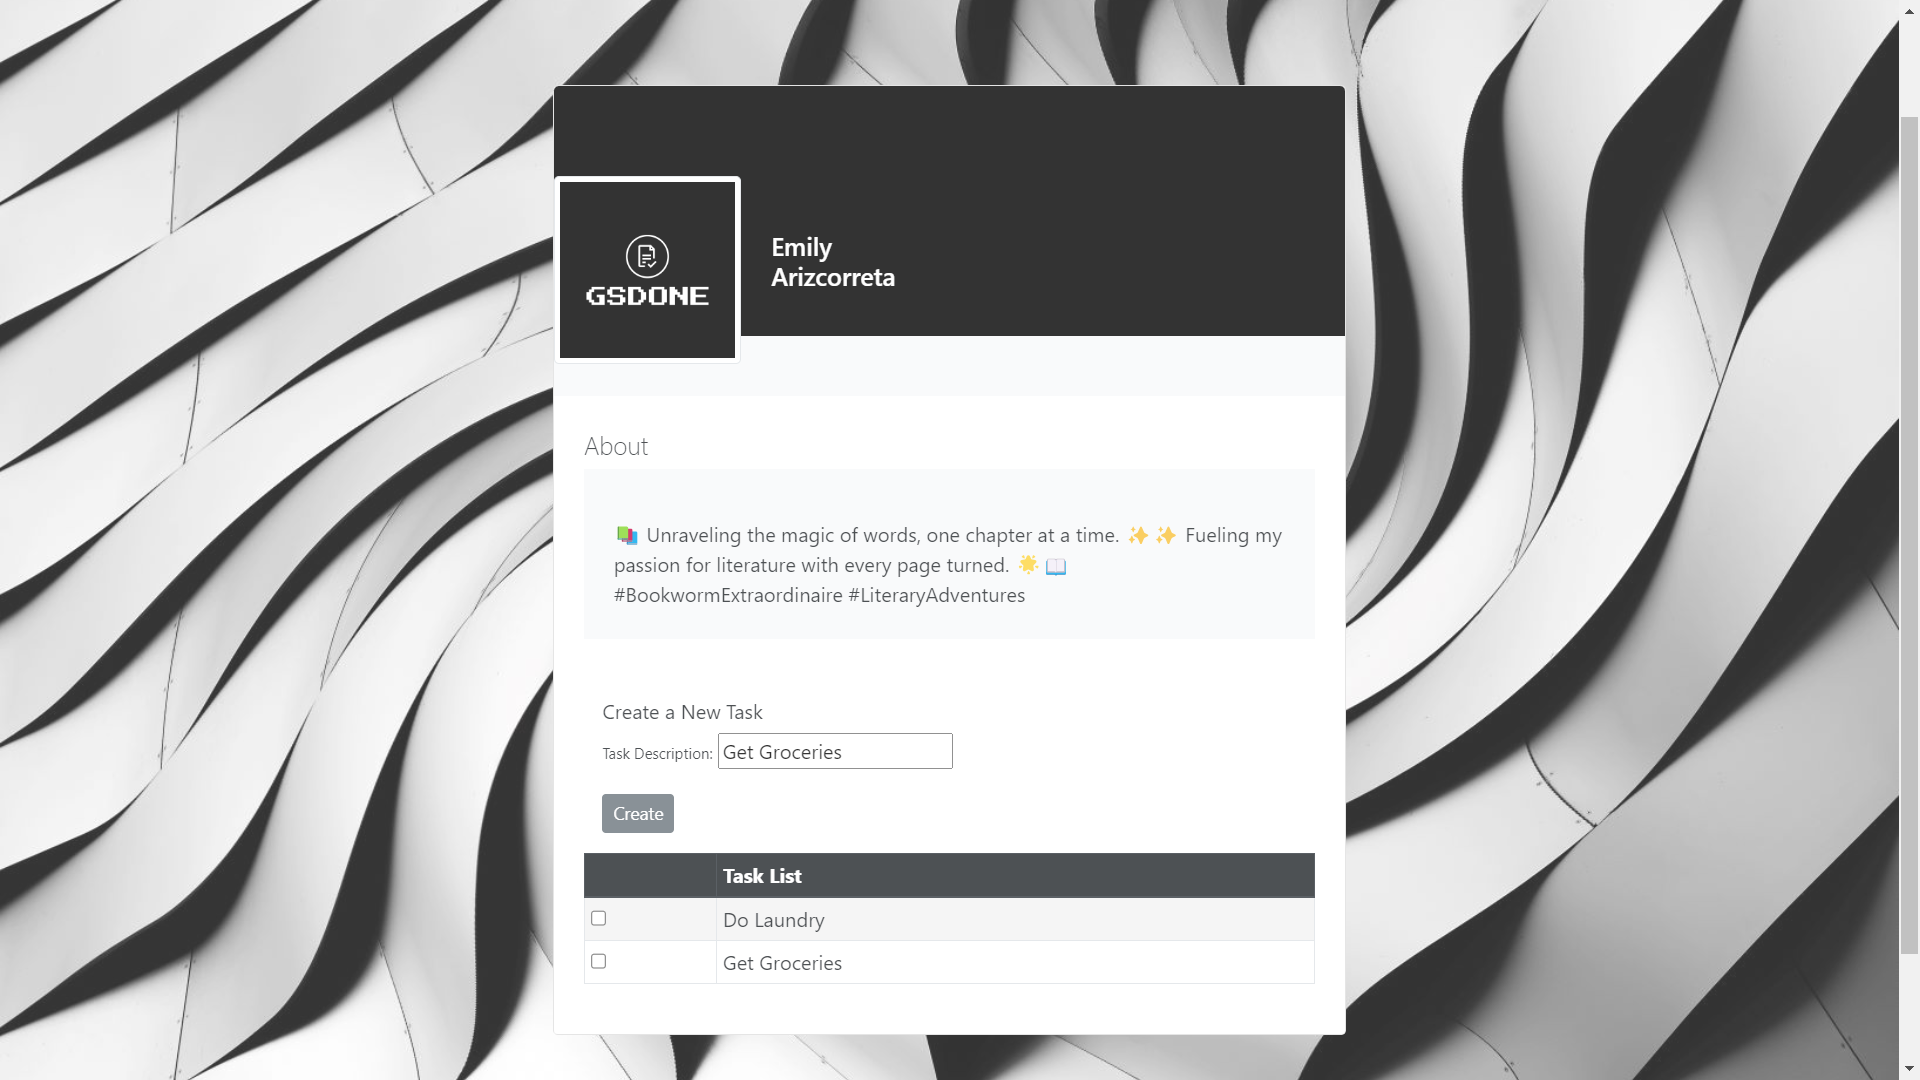 GSDONE
Emily
Arizcorreta
About
📚 Unraveling the magic of words, one chapter at a time. ✨ ✨ Fueling my
passion for literature with every page turned. 🌟 📖
#BookwormExtraordinaire #LiteraryAdventures
Create a New Task
Task Description: Get Groceries
Create
Task List
Do Laundry
Get Groceries